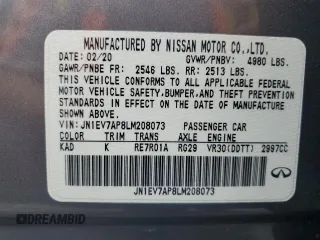 MANUFACTURED BY NISSAN MOTOR CO.,LTD.
DATE: 02/20 GVWR/PNBV: 4980 LBS.
GAWR/PNBE FR: 2546 LBS. RR: 2513 LBS.
THIS VEHICLE CONFORMS TO ALL APPLICABLE FEDERAL
MOTOR VEHICLE SAFETY,BUMPER, AND THEFT PREVENTION
STANDARDS IN EFFECT ON THE DATE OF MANUFACTURE
SHOWN ABOVE.
VIN: JN1EV7AP8LM208073 PASSENGER CAR
COLOR TRIM TRANS AXLE ENGINE
KAD K RE7R01A RG29 VR30(DDTT) 2997CC
JN1EV7AP8LM208073
DREAMBID